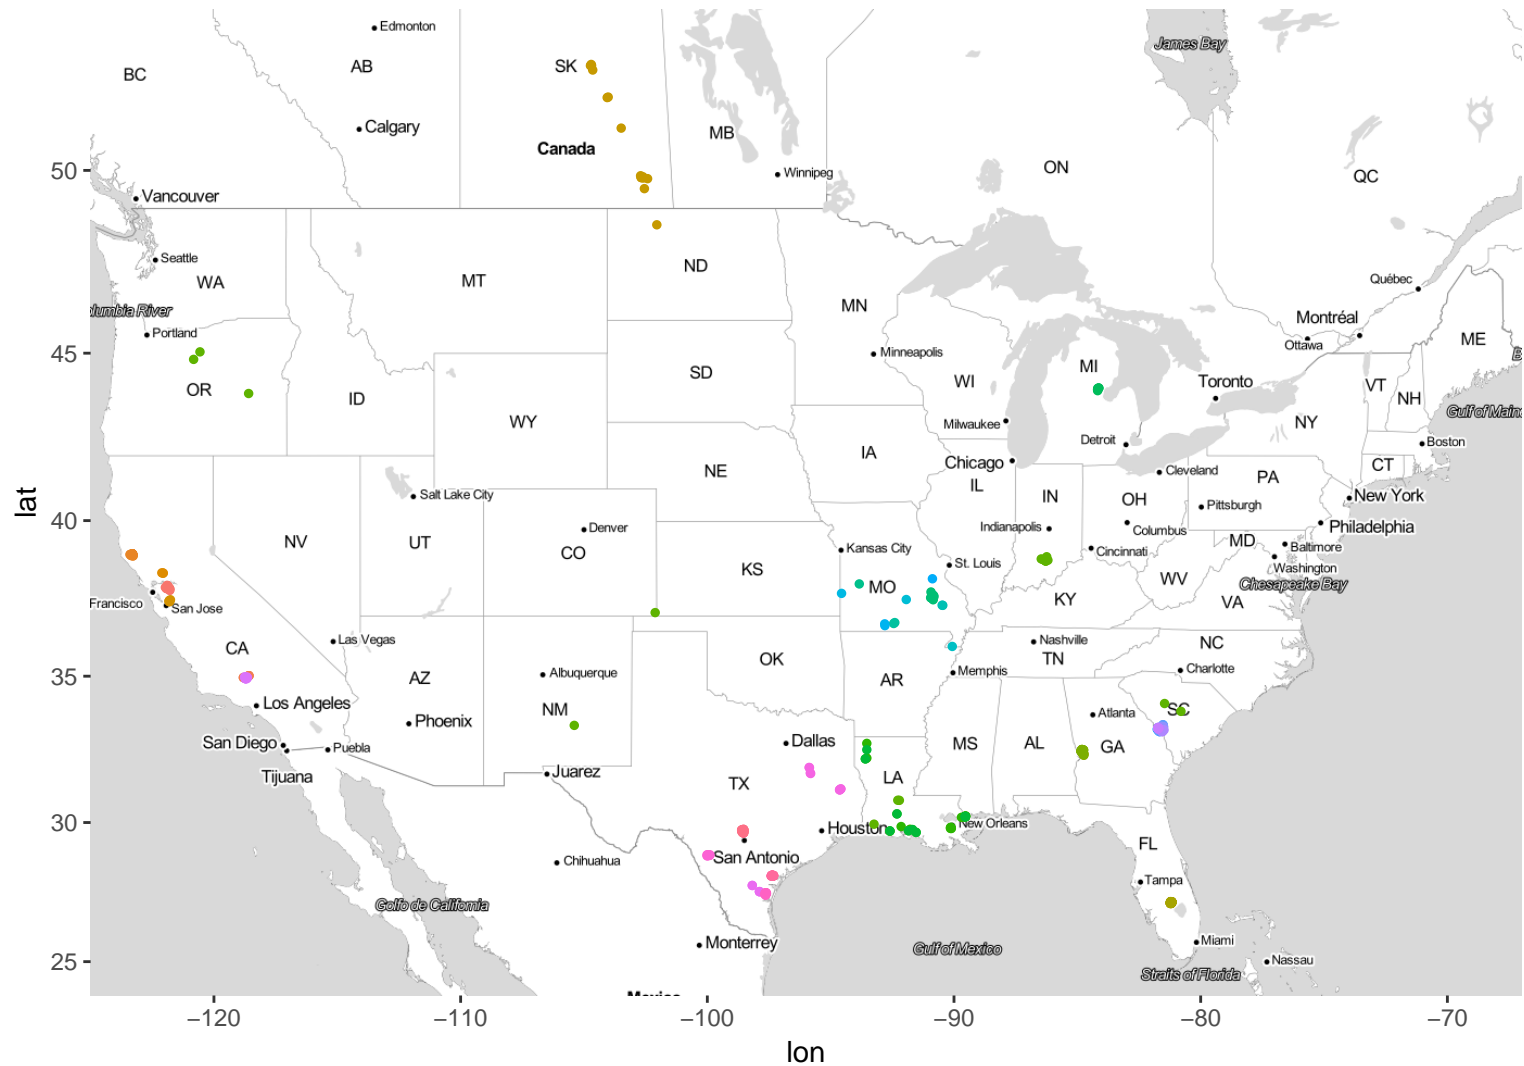 Edmonton
James Bay
BC
AB
SK
Calgary
MB
Canada
ON
QC
50
Winnipeg
Vancouver
Seattle
WA
MT
ND
Québec
MN
olumbia River
Montréal
Portland
ME
Ottawa
45
Minneapolis
MI
SD
WI
Toronto
VT
OR
ID
NH
WY
Gulf of Maine
NY
Milwaukee
Detroit
Boston
IA
Chicago
CT
NE
Cleveland
PA
IL
Salt Lake City
IN
New York
OH
Pittsburgh
lat
40
Denver
Indianapolis
Columbus
Philadelphia
NV
UT
CO
Kansas City
MD
Baltimore
Cincinnati
St. Louis
Washington
KS
MO
WV
Chesapeake Bay
Francisco
San Jose
KY
VA
Las Vegas
Nashville
NC
CA
OK
TN
Charlotte
35
Albuquerque
AZ
AR
Memphis
Los Angeles
NM
SC
Phoenix
Atlanta
San Diego
Puebla
Dallas
MS
AL
GA
Tijuana
Juarez
LA
TX
30
Houston
New Orleans
San Antonio
FL
Chihuahua
Tampa
Golfo de California
Monterrey
Gulf of Mexico
Miami
25
Nassau
Straits of Florida
Mexico
−120
−110
−100
−90
−80
−70
lon